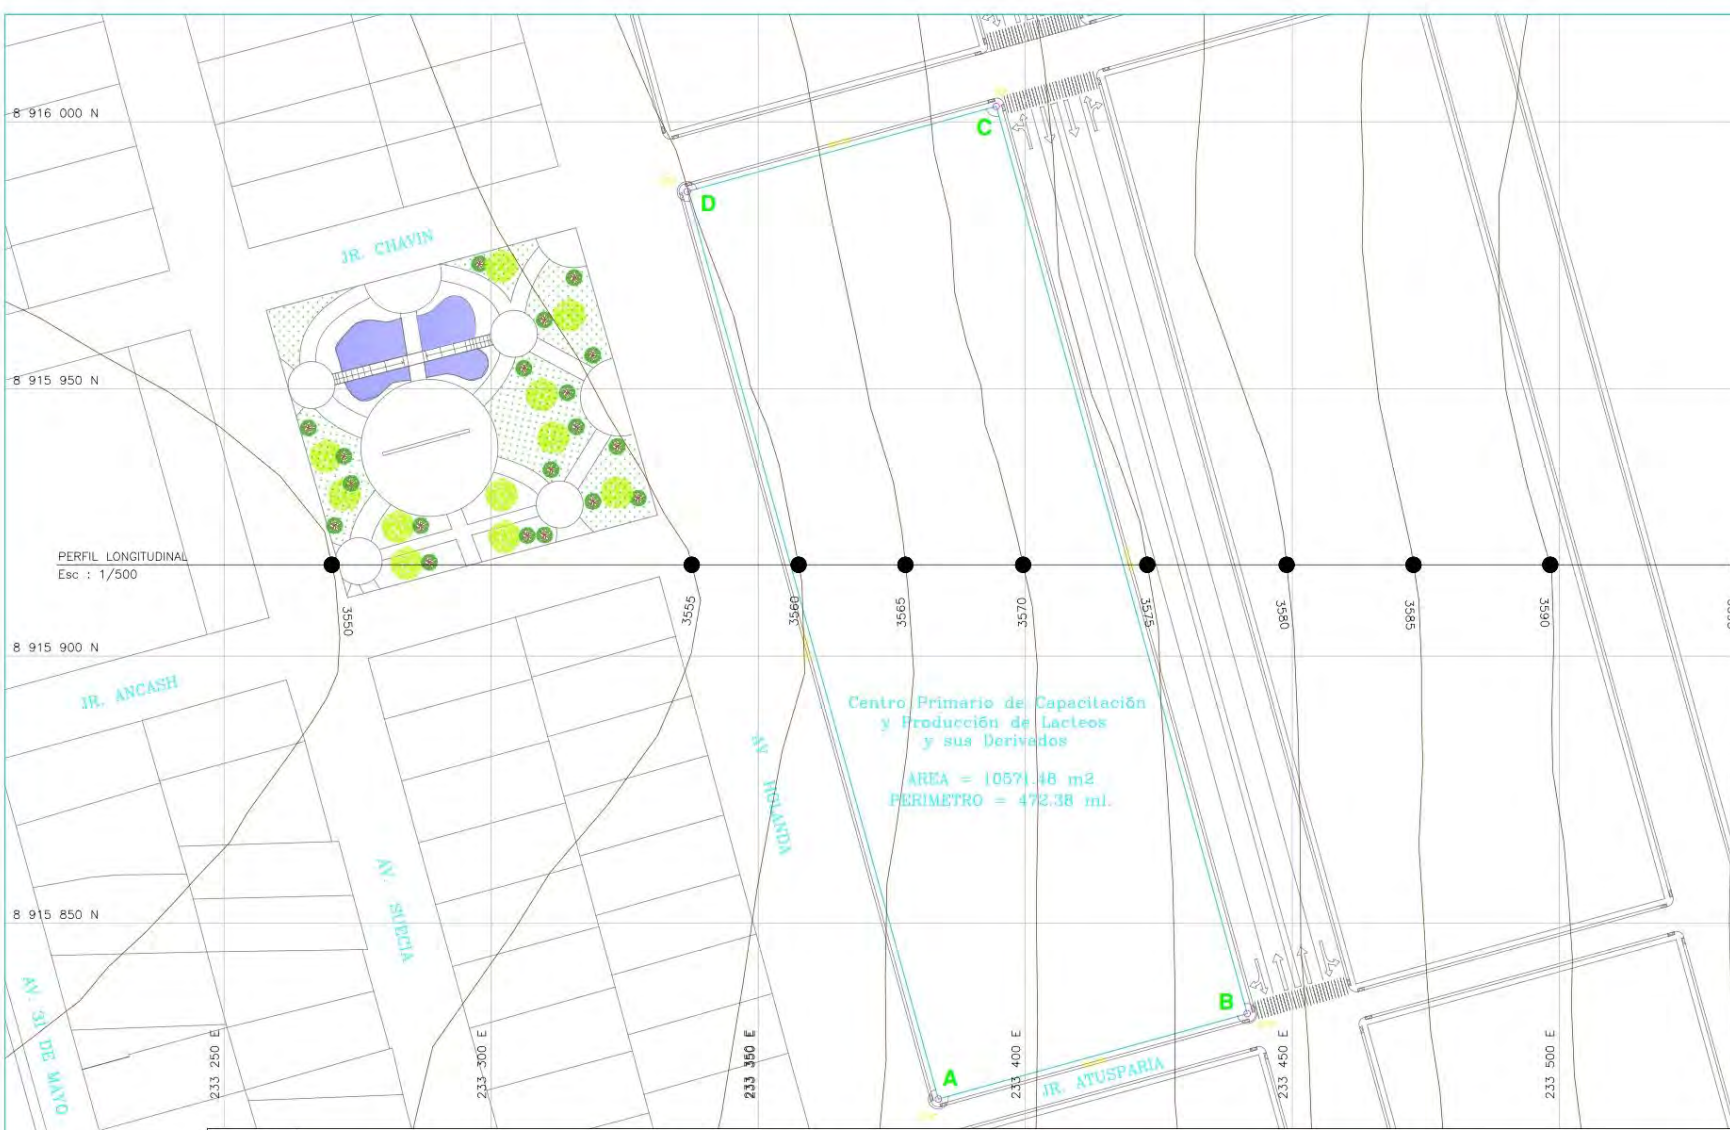 8 916 000 N
C
D
JR. CHAVIN
8 915 950 N
PERFIL LONGITUDINAL
Esc : 1/500
3550
3555
3560
3565
3570
3575
3580
3585
3590
8 915 900 N
JR. ANCASH
Centro Primario de Capacitación
y Producción de Lacteos
y sus Derivados
AREA = 10571.48 m2
PERIMETRO = 472.38 ml.
AV. HOLANDA
AV. SUECIA
8 915 850 N
AV. 31 DE MAYO
B
A
JR. ATUSPARIA
233 250 E
233 300 E
233 350 E
233 400 E
233 450 E
233 500 E